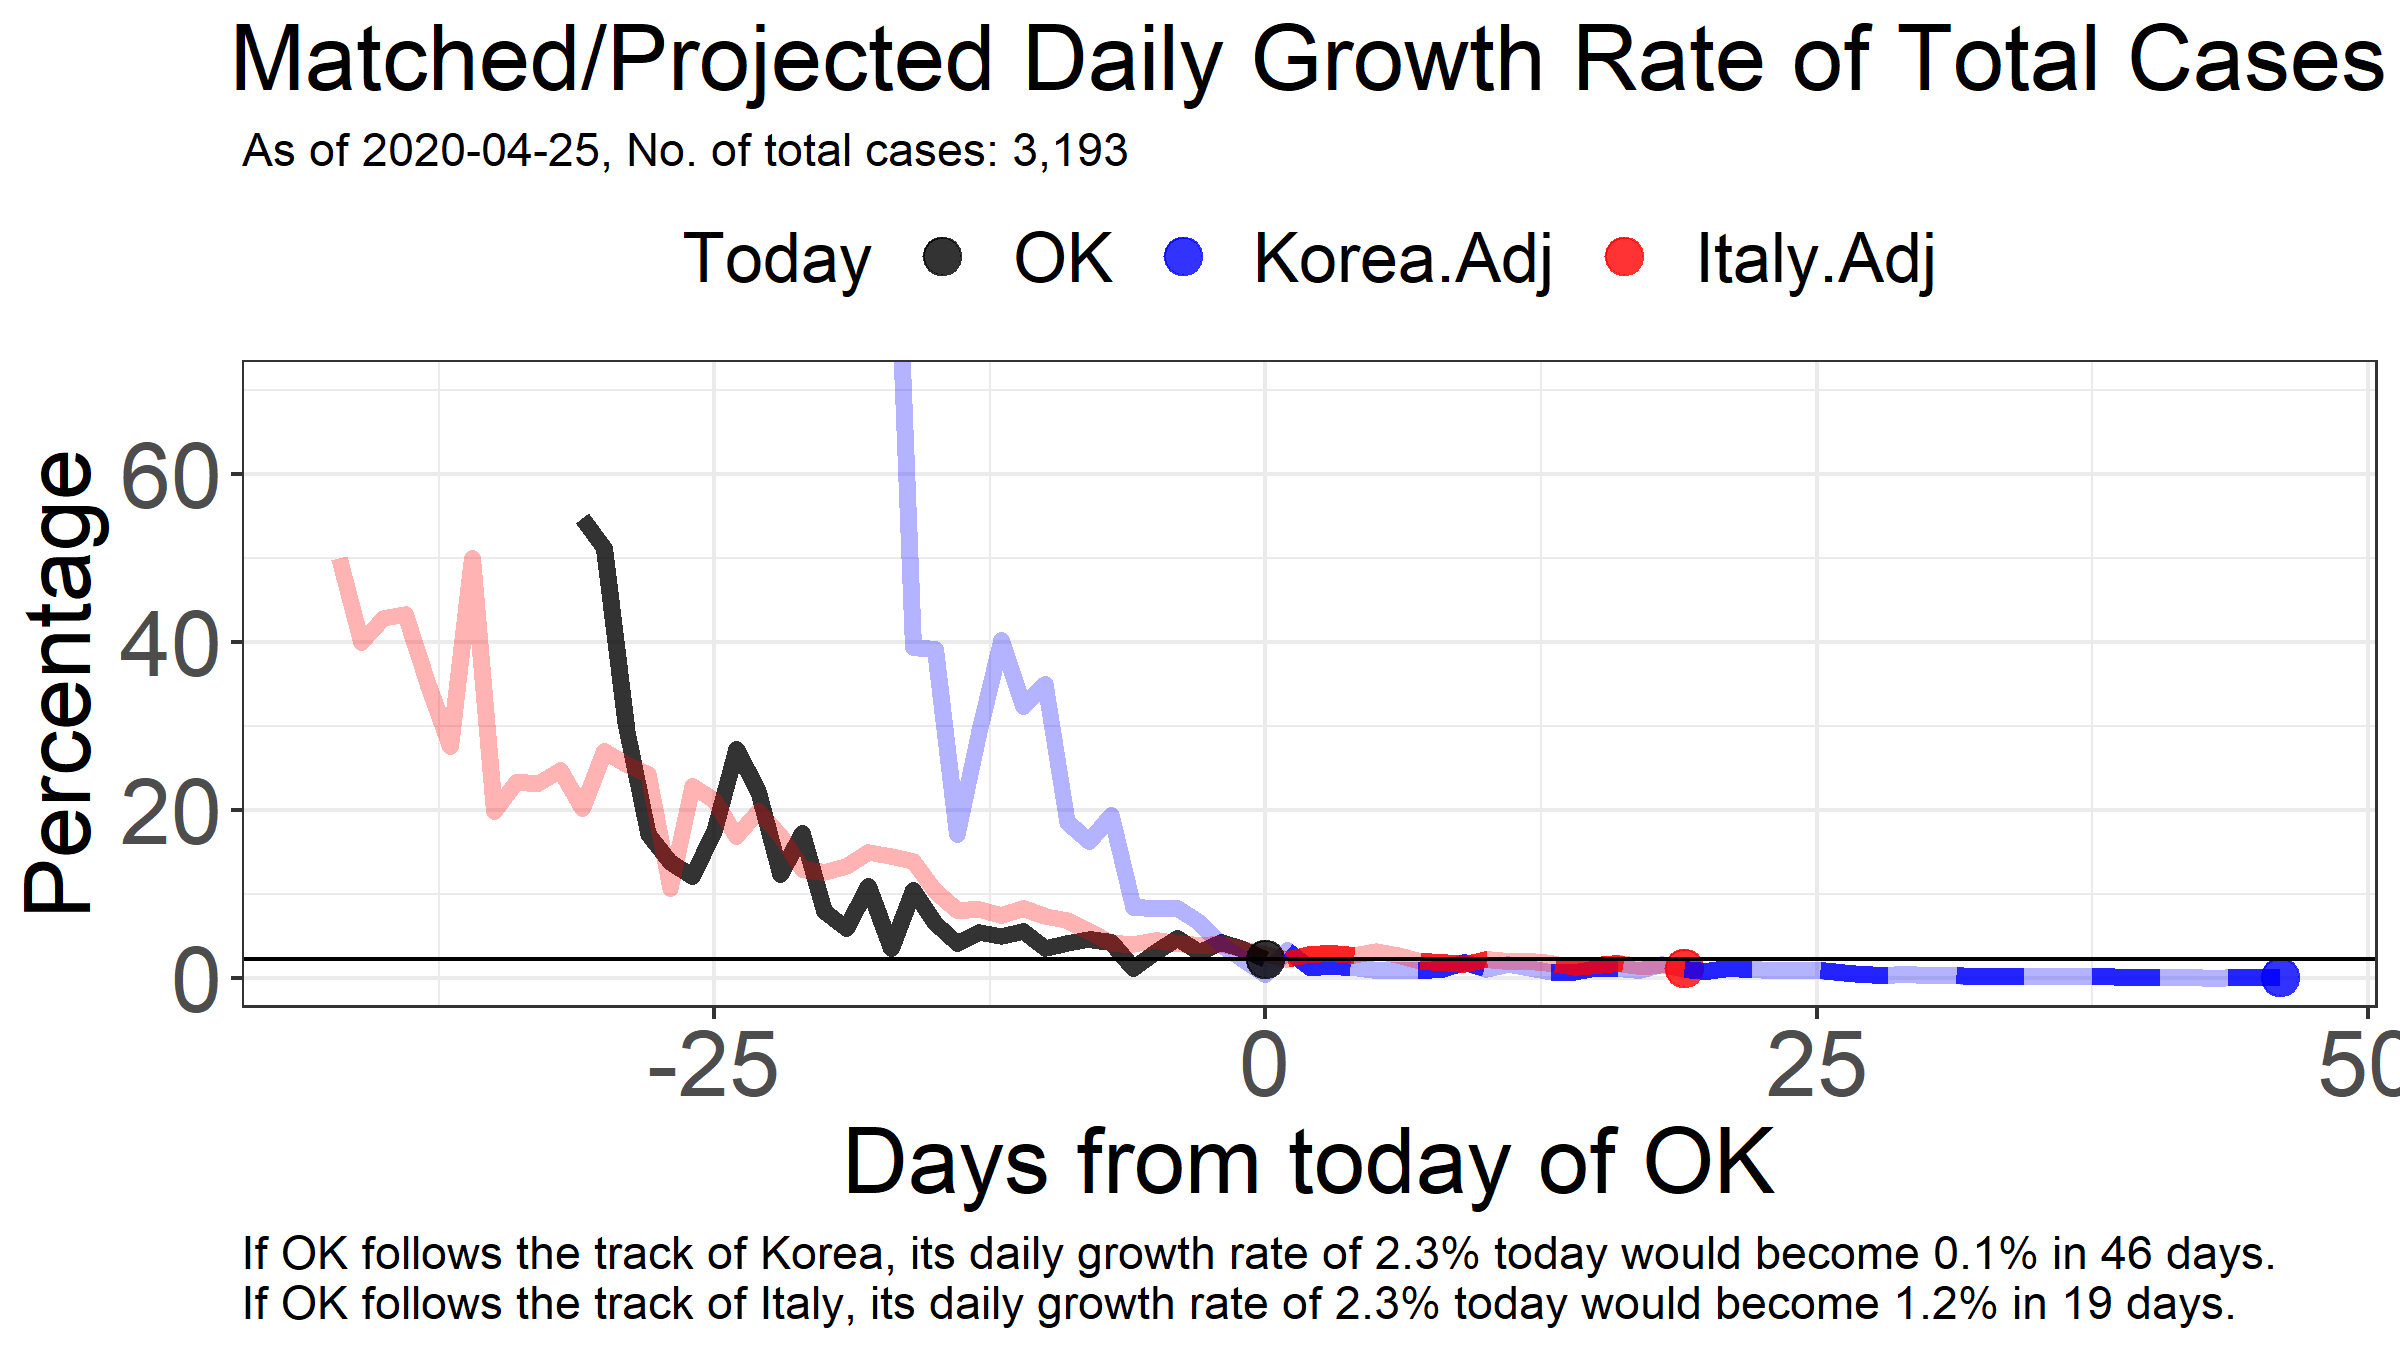 Matched/Projected Daily Growth Rate of Total Cases
As of 2020-04-25, No. of total cases: 3,193
Today OK Korea.Adj Italy.Adj
Percentage
60
40
20
0
-25 0 25 50
Days from today of OK
If OK follows the track of Korea, its daily growth rate of 2.3% today would become 0.1% in 46 days.
If OK follows the track of Italy, its daily growth rate of 2.3% today would become 1.2% in 19 days.